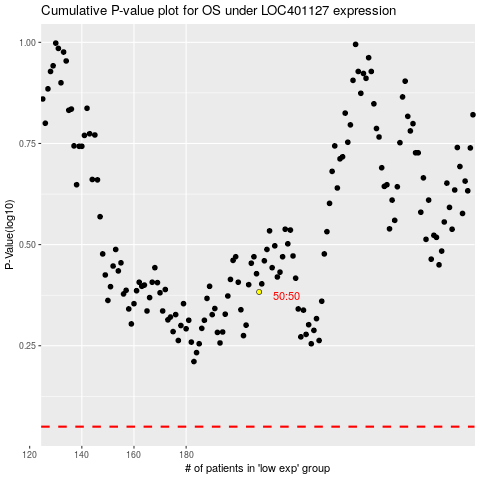 Cumulative P-value plot for OS under LOC401127 expression
P-Value(log10)
1.00
0.75
0.50
0.25
50:50
120 140 160 180
# of patients in 'low exp' group